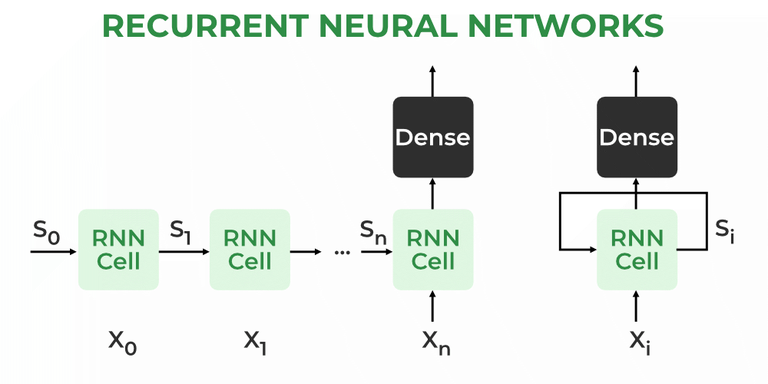 RECURRENT NEURAL NETWORKS
Dense
Dense
S₀
RNN
Cell
S₁
RNN
Cell
...
Sₙ
RNN
Cell
RNN
Cell
Sᵢ
X₀
X₁
Xₙ
Xᵢ